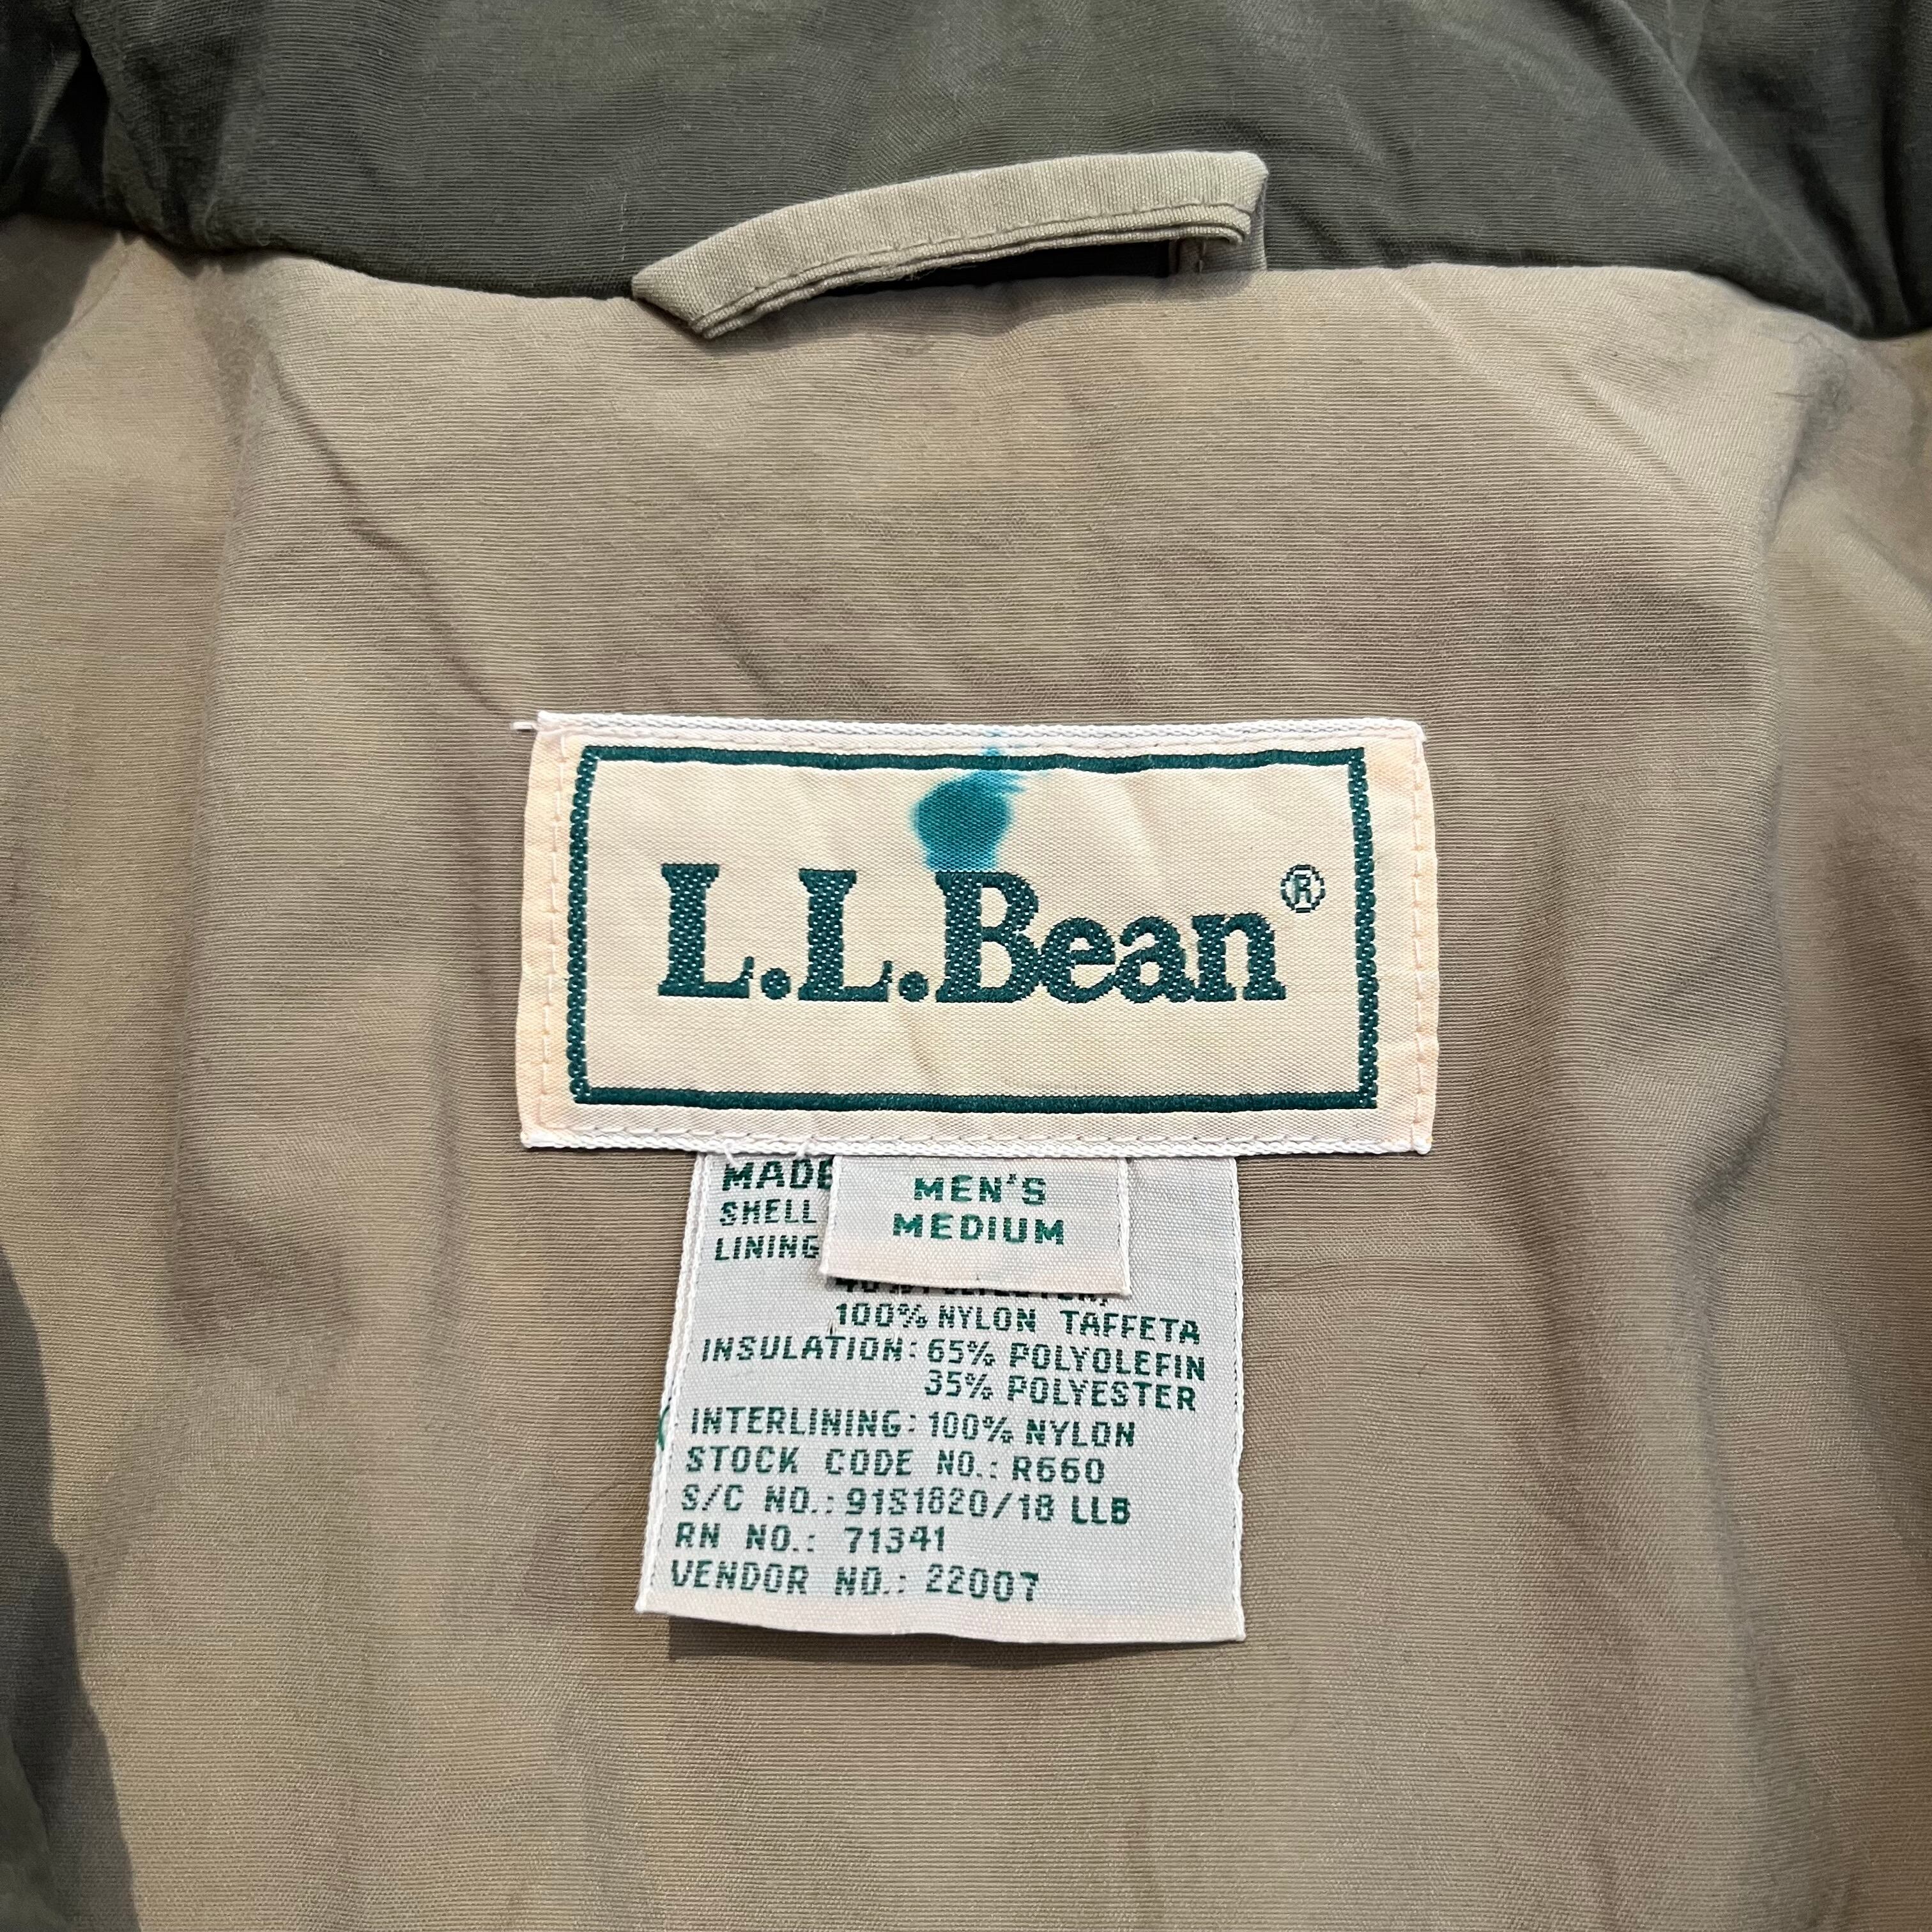 L.L.Bean®
MEN'S
MEDIUM
MADE
SHELL
LINING
100% NYLON TAFFETA
INSULATION: 65% POLYOLEFIN
35% POLYESTER
INTERLINING: 100% NYLON
STOCK CODE NO.: R660
S/C NO.: 91S1820/18 LLB
RN NO.: 71341
VENDOR NO.: 22007